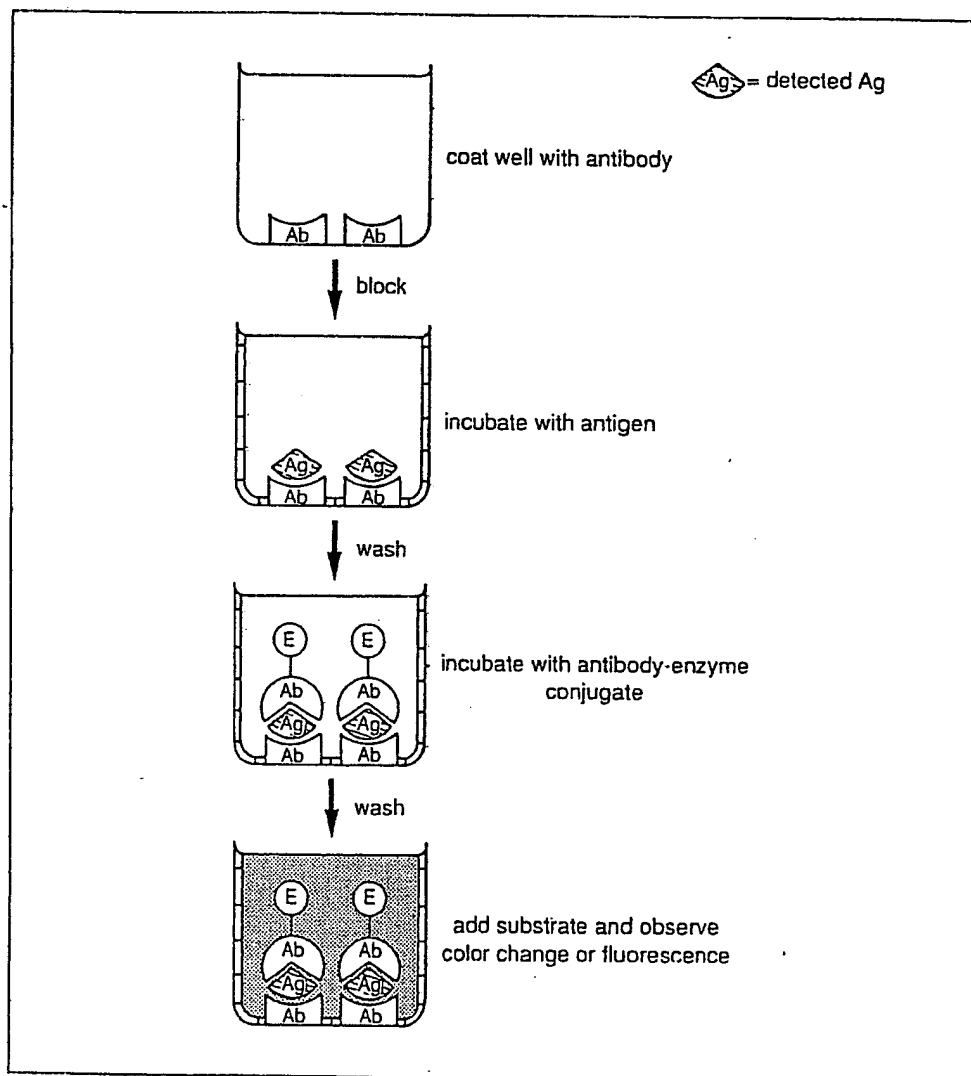 Ag = detected Ag
coat well with antibody
Ab Ab
block
incubate with antigen
Ag Ag
Ab Ab
wash
E E
incubate with antibody-enzyme
conjugate
Ab Ab
Ag Ag
Ab Ab
wash
E E
add substrate and observe
color change or fluorescence
Ab Ab
Ag Ag
Ab Ab